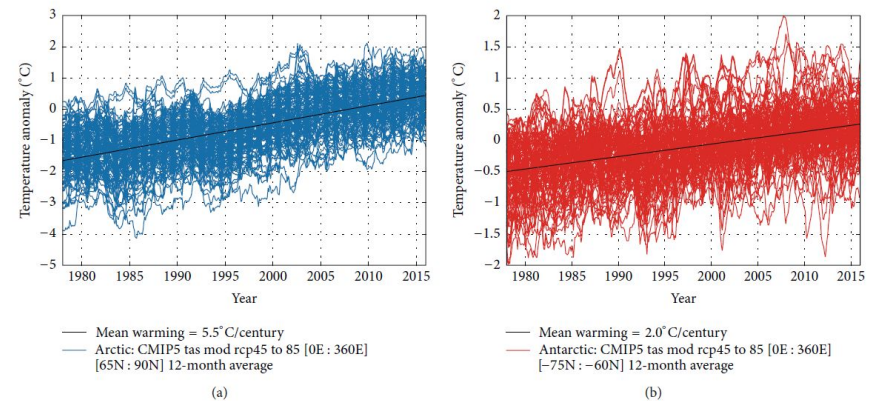 3
2
1
0
−1
−2
−3
−4
−5
Temperature anomaly (°C)
1980 1985 1990 1995 2000 2005 2010 2015
Year
Mean warming = 5.5°C/century
Arctic: CMIP5 tas mod rcp45 to 85 [0E : 360E]
[65N : 90N] 12-month average
(a)
2
1.5
1
0.5
0
−0.5
−1
−1.5
−2
Temperature anomaly (°C)
1980 1985 1990 1995 2000 2005 2010 2015
Year
Mean warming = 2.0°C/century
Antarctic: CMIP5 tas mod rcp45 to 85 [0E : 360E]
[−75N : −60N] 12-month average
(b)